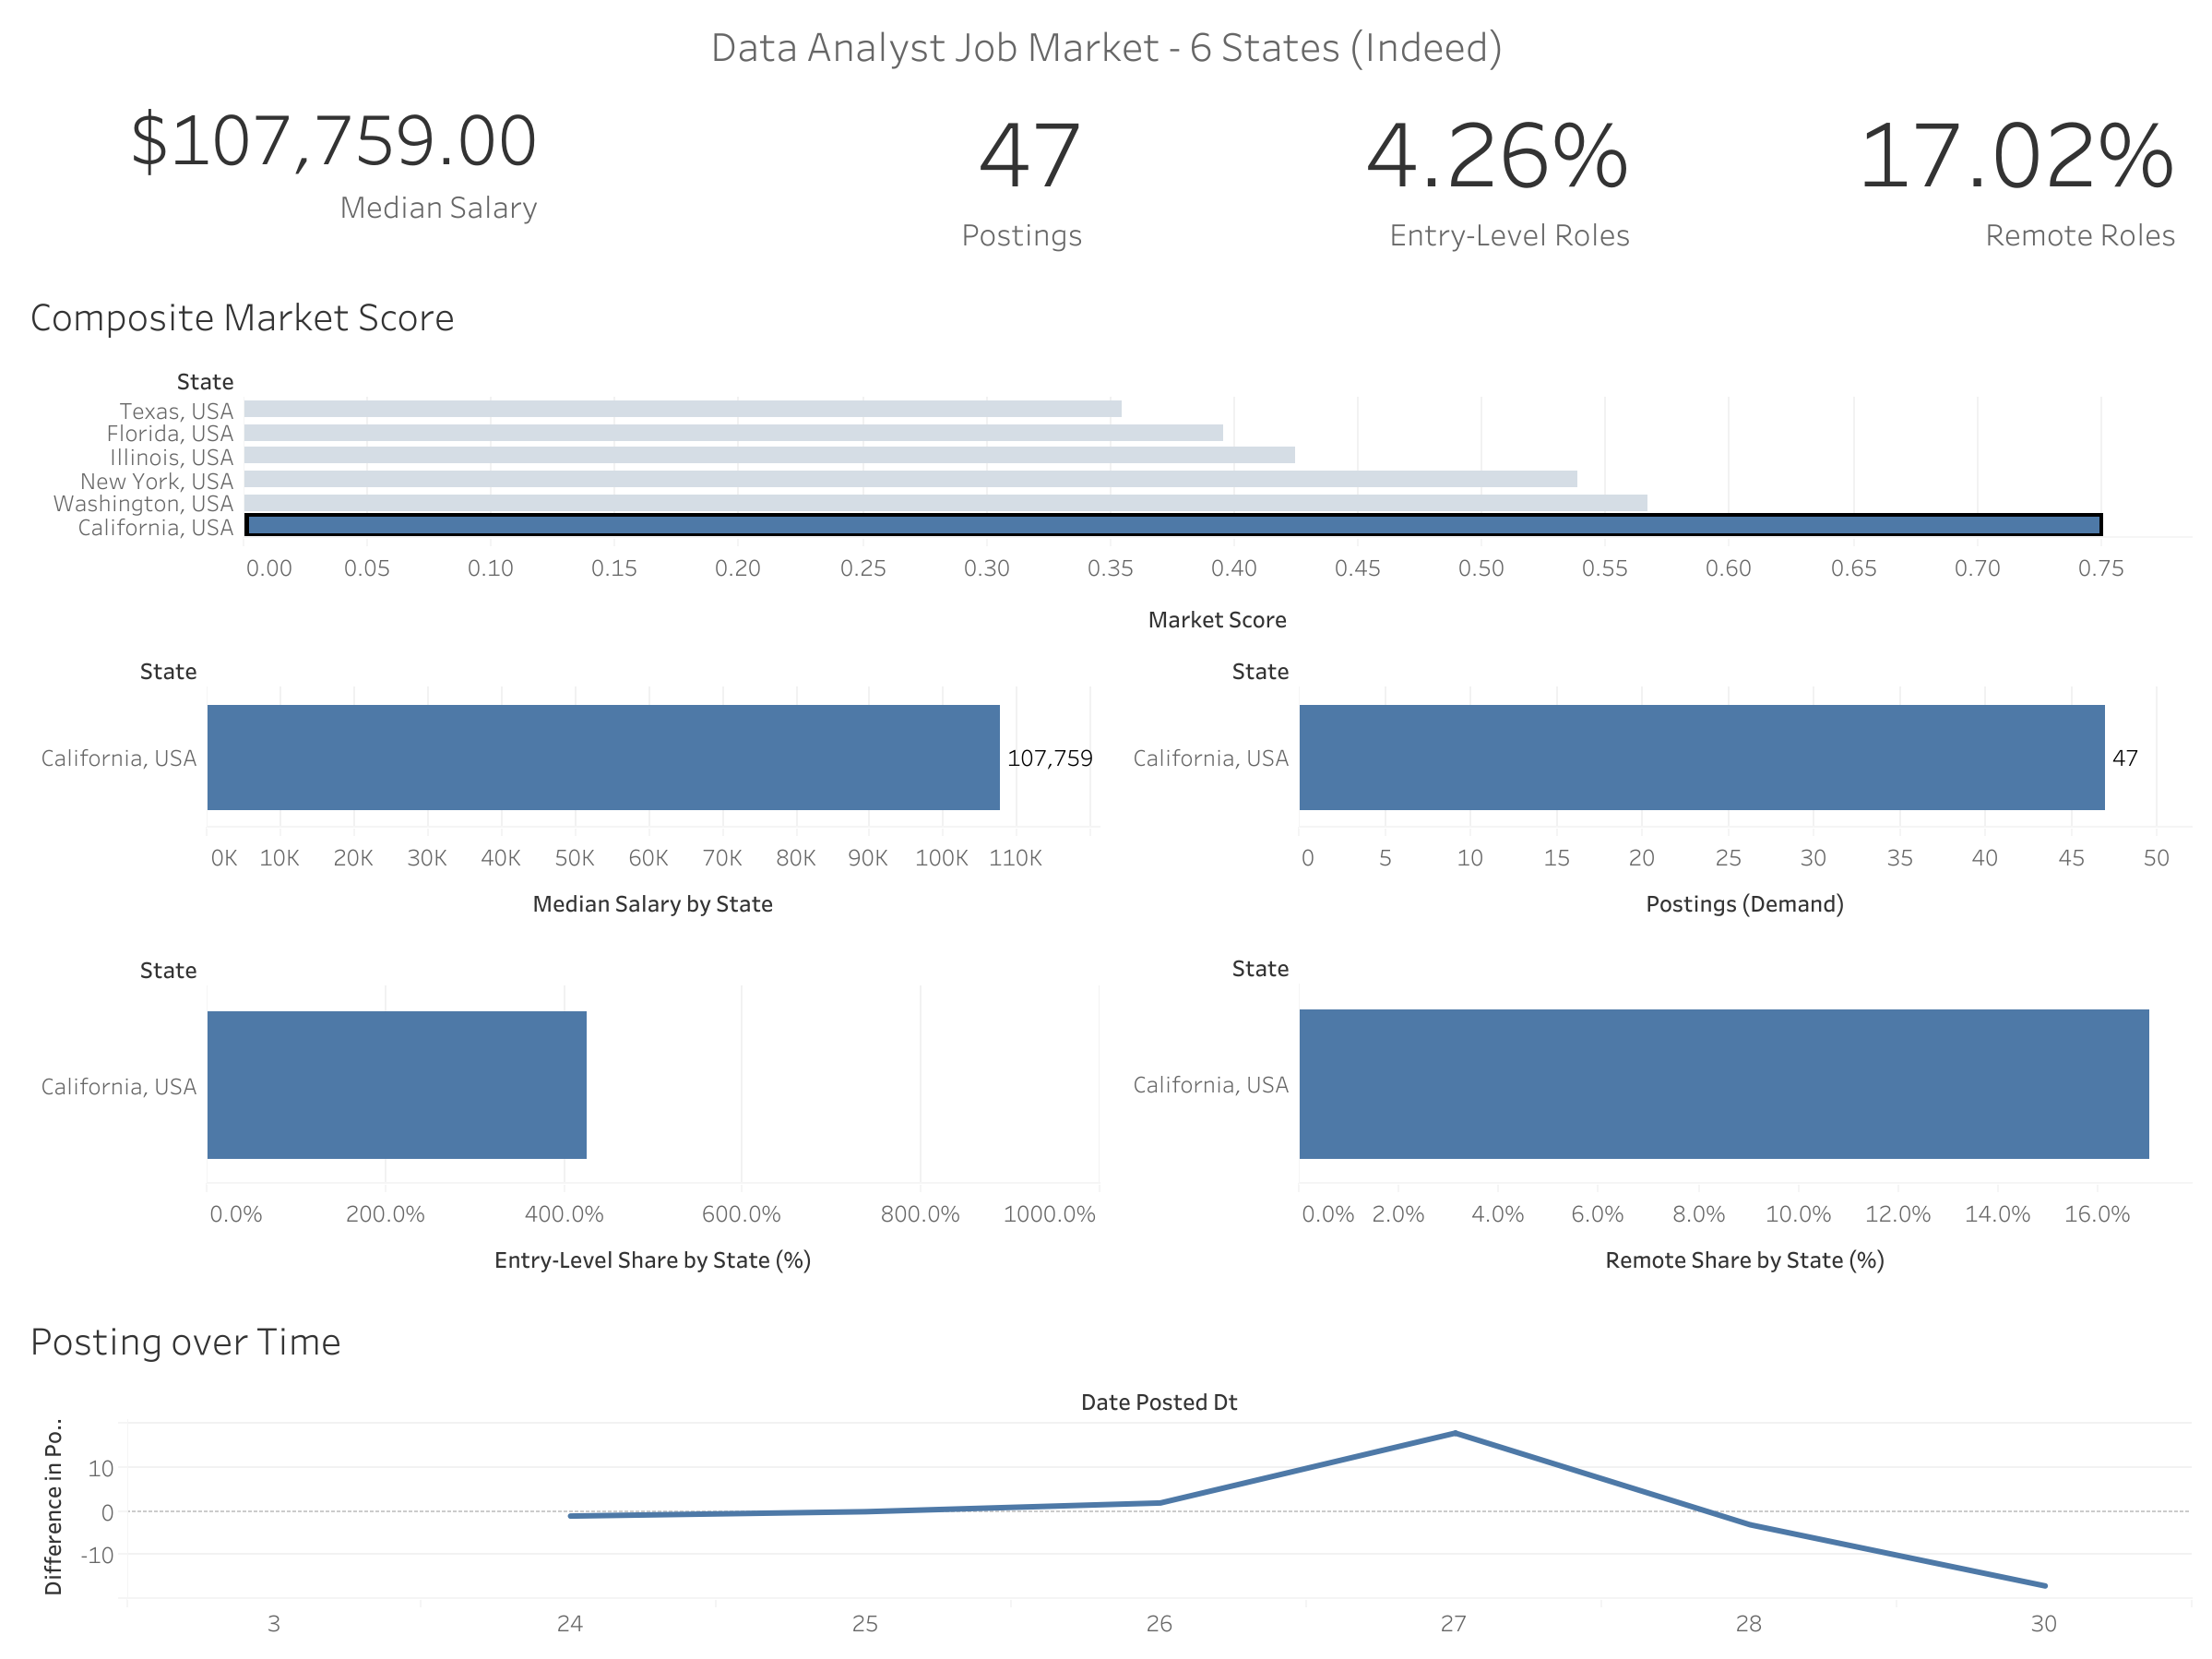 Data Analyst Job Market - 6 States (Indeed)
$107,759.00
Median Salary
47
Postings
4.26%
Entry-Level Roles
17.02%
Remote Roles
Composite Market Score
State
Texas, USA
Florida, USA
Illinois, USA
New York, USA
Washington, USA
California, USA
0.00 0.05 0.10 0.15 0.20 0.25 0.30 0.35 0.40 0.45 0.50 0.55 0.60 0.65 0.70 0.75
Market Score
State
California, USA
107,759
0K 10K 20K 30K 40K 50K 60K 70K 80K 90K 100K 110K
Median Salary by State
State
California, USA
47
0 5 10 15 20 25 30 35 40 45 50
Postings (Demand)
State
California, USA
0.0% 200.0% 400.0% 600.0% 800.0% 1000.0%
Entry-Level Share by State (%)
State
California, USA
0.0% 2.0% 4.0% 6.0% 8.0% 10.0% 12.0% 14.0% 16.0%
Remote Share by State (%)
Posting over Time
Date Posted Dt
Difference in Po..
10
0
-10
3 24 25 26 27 28 30